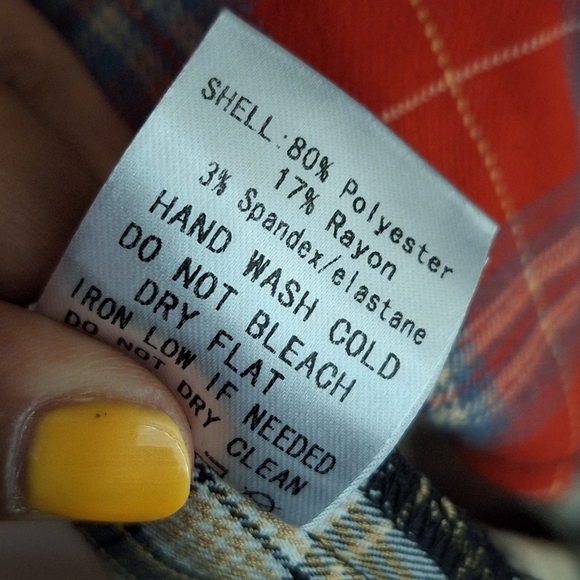 SHELL:80% Polyester
17% Rayon
3% Spandex/elastane
HAND WASH COLD
DO NOT BLEACH
DRY FLAT
IRON LOW IF NEEDED
DO NOT DRY CLEAN